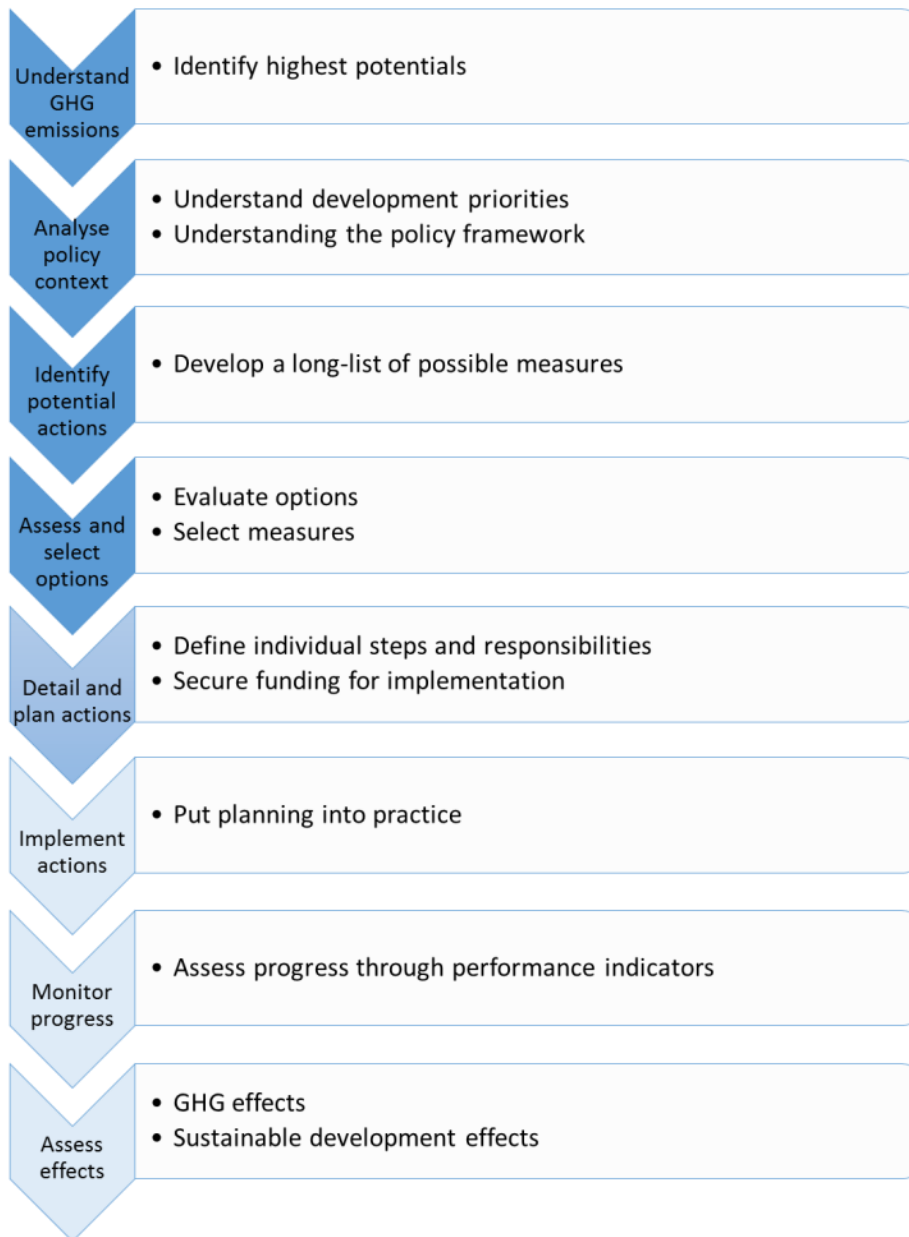 Understand
GHG
emissions
• Identify highest potentials
Analyse
policy
context
• Understand development priorities
• Understanding the policy framework
Identify
potential
actions
• Develop a long-list of possible measures
Assess and
select
options
• Evaluate options
• Select measures
Detail and
plan actions
• Define individual steps and responsibilities
• Secure funding for implementation
Implement
actions
• Put planning into practice
Monitor
progress
• Assess progress through performance indicators
Assess
effects
• GHG effects
• Sustainable development effects